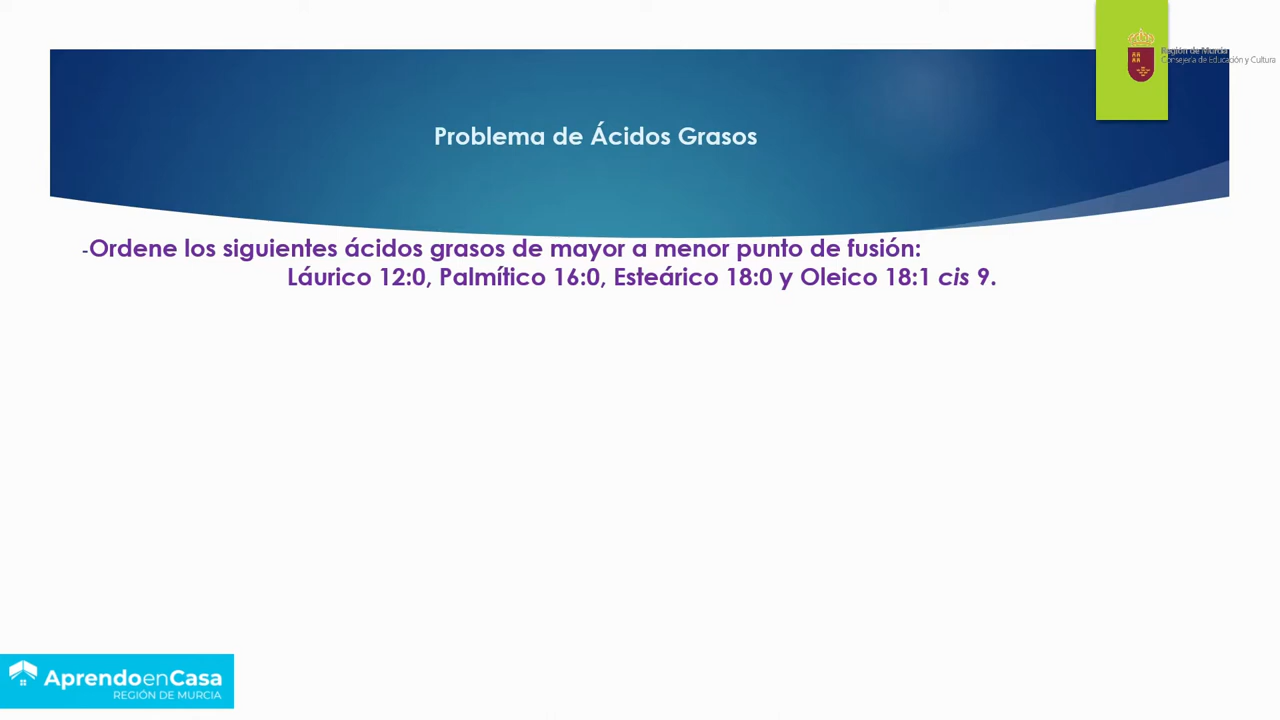 Región de Murcia
Consejería de Educación y Cultura
Problema de Ácidos Grasos
-Ordene los siguientes ácidos grasos de mayor a menor punto de fusión:
Láurico 12:0, Palmítico 16:0, Esteárico 18:0 y Oleico 18:1 cis 9.
AprendoenCasa
REGIÓN DE MURCIA